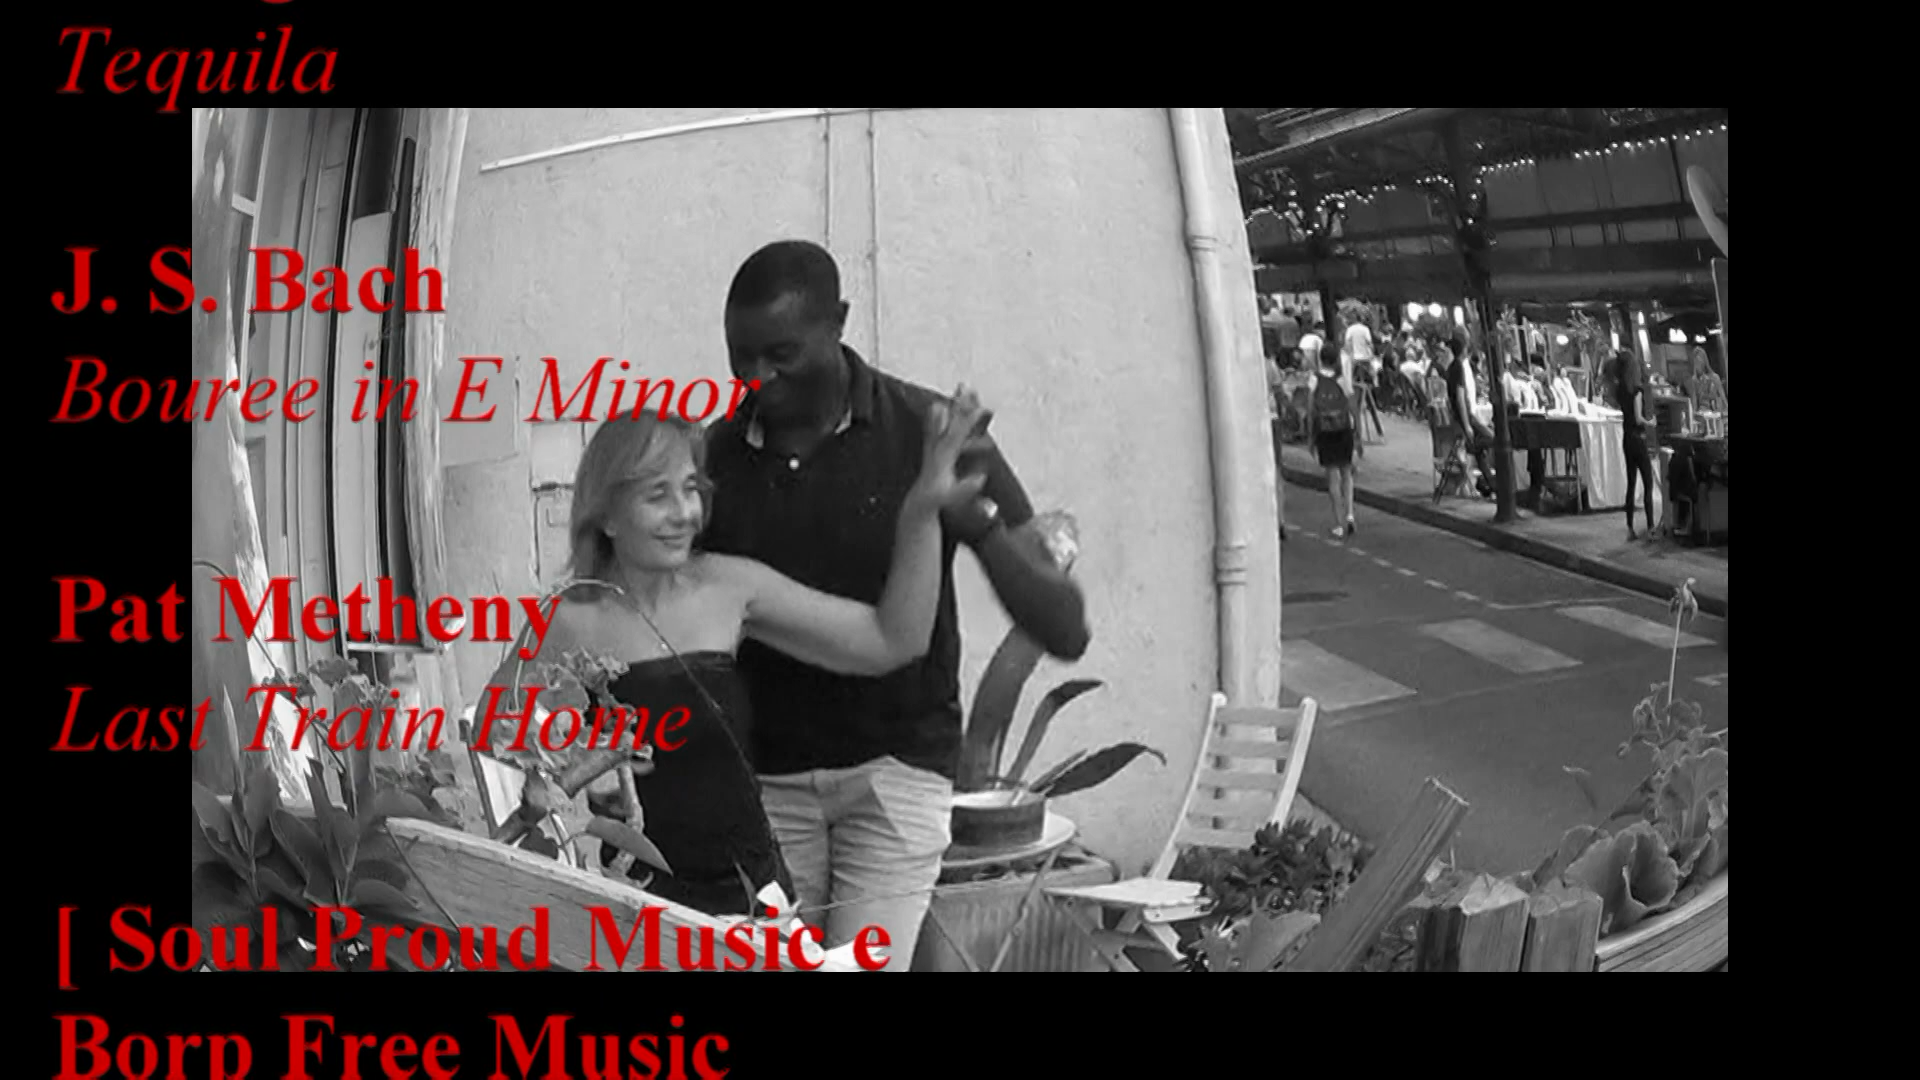 Tequila
J. S. Bach
Bouree in E Minor
Pat Metheny
Last Train Home
[ Soul Proud Music e
Borp Free Music